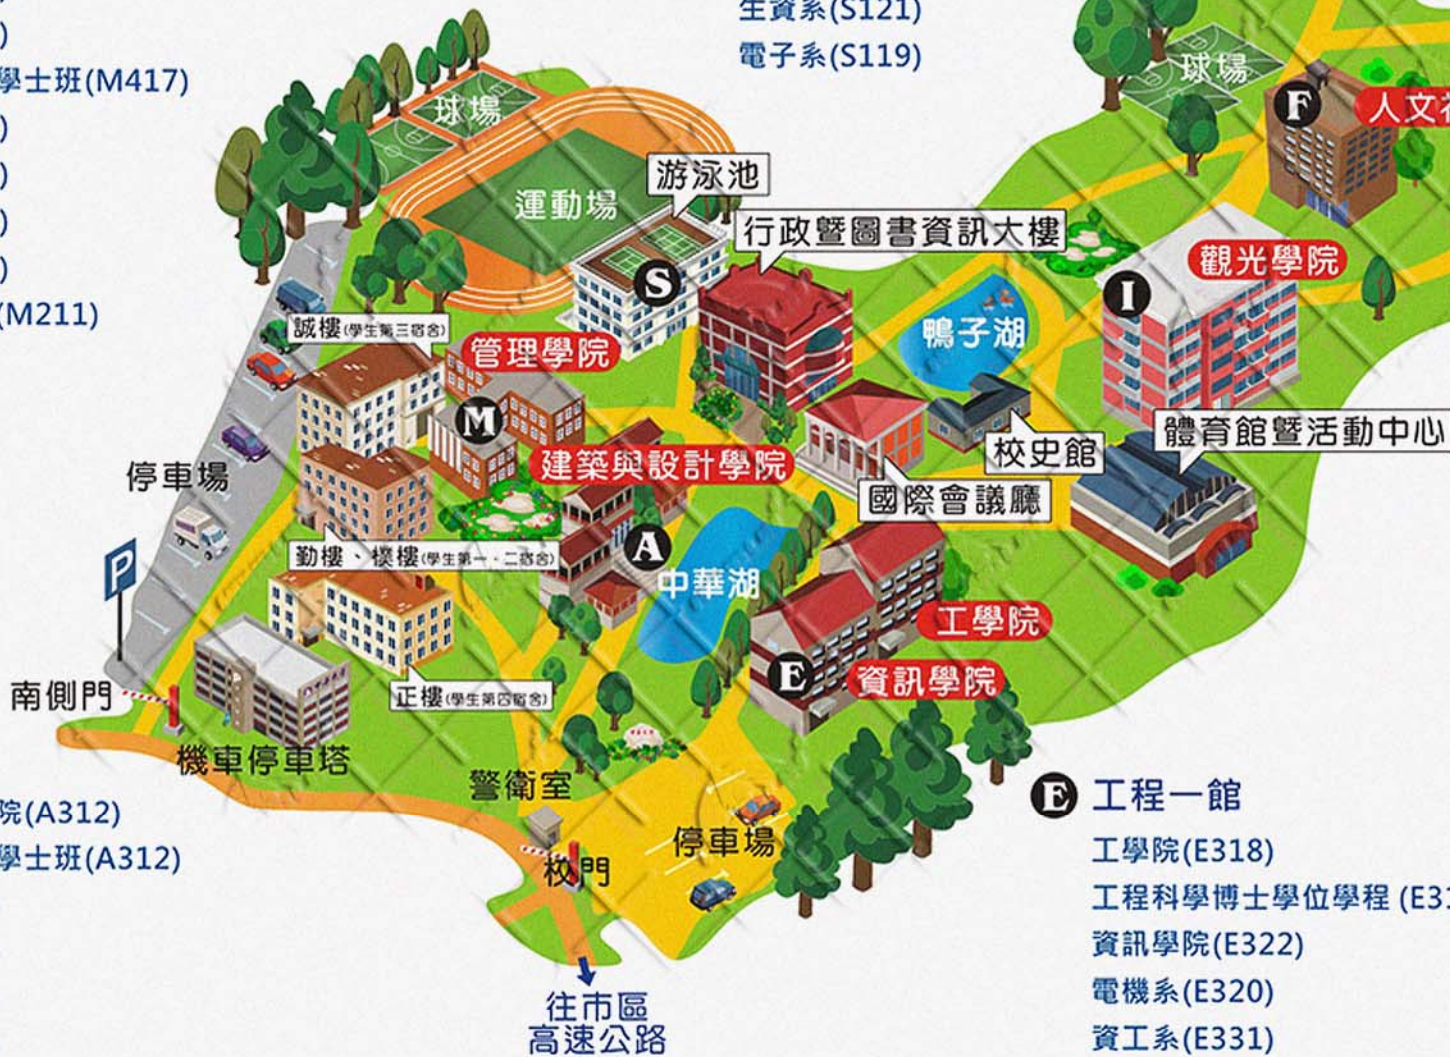 )
學士班(M417)
)
)
)
)
(M211)
生資系(S121)
電子系(S119)
球場
球場
F
人文
運動場
游泳池
行政暨圖書資訊大樓
S
觀光學院
I
鴨子湖
誠樓(學生第三宿舍)
管理學院
M
體育館暨活動中心
校史館
建築與設計學院
國際會議廳
停車場
勤樓、樸樓(學生第一、二宿舍)
A
中華湖
P
工學院
E
資訊學院
南側門
正樓(學生第四宿舍)
機車停車塔
警衛室
停車場
校門
往市區
高速公路
院(A312)
學士班(A312)
E 工程一館
工學院(E318)
工程科學博士學位學程 (E3
資訊學院(E322)
電機系(E320)
資工系(E331)